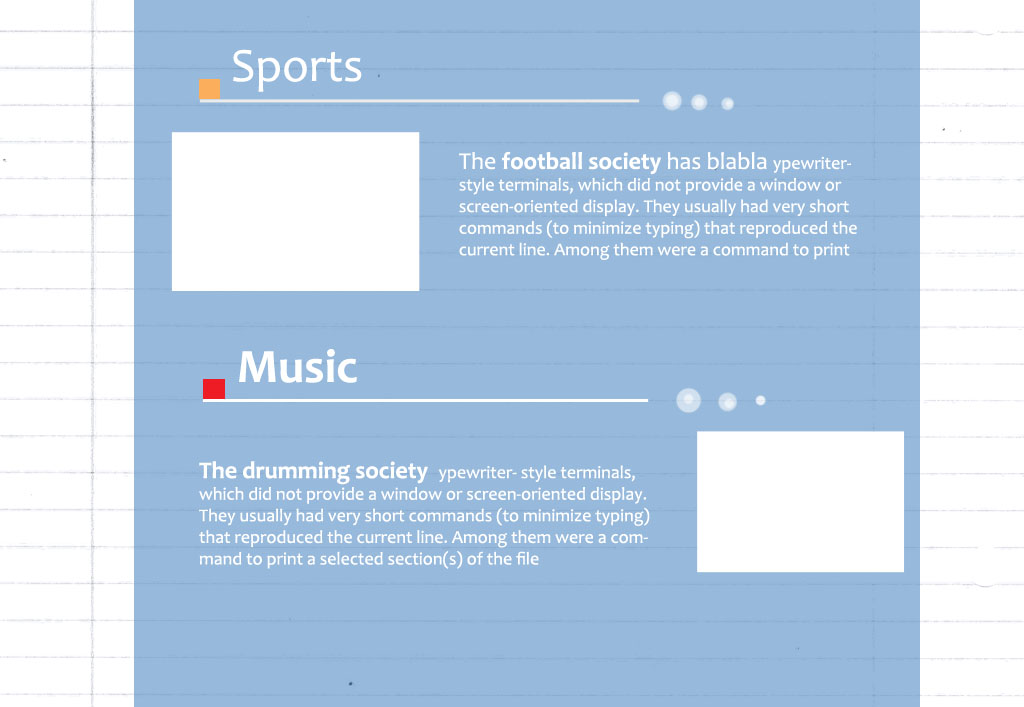 Sports
The football society has blabla ypewriter-
style terminals, which did not provide a window or
screen-oriented display. They usually had very short
commands (to minimize typing) that reproduced the
current line. Among them were a command to print
Music
The drumming society ypewriter- style terminals,
which did not provide a window or screen-oriented display.
They usually had very short commands (to minimize typing)
that reproduced the current line. Among them were a com-
mand to print a selected section(s) of the file